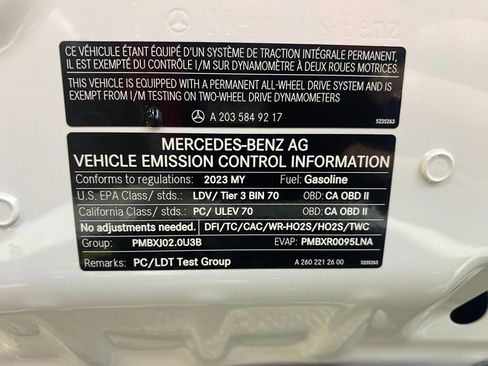 Mercedes-Benz
CE VÉHICULE ÉTANT ÉQUIPÉ D'UN SYSTÈME DE TRACTION INTÉGRALE PERMANENT,
IL EST EXEMPTÉ DU CONTRÔLE I/M SUR DYNAMOMÈTRE À DEUX ROUES MOTRICES.
THIS VEHICLE IS EQUIPPED WITH A PERMANENT ALL-WHEEL DRIVE SYSTEM AND IS
EXEMPT FROM I/M TESTING ON TWO-WHEEL DRIVE DYNAMOMETERS
A 203 584 92 17
5235263
MERCEDES-BENZ AG
VEHICLE EMISSION CONTROL INFORMATION
Conforms to regulations: 2023 MY Fuel: Gasoline
U.S. EPA Class/ stds.: LDV/ Tier 3 BIN 70 OBD: CA OBD II
California Class/ stds.: PC/ ULEV 70 OBD: CA OBD II
No adjustments needed. DFI/TC/CAC/WR-HO2S/HO2S/TWC
Group: PMBXJ02.0U3B EVAP: PMBXR0095LNA
Remarks: PC/LDT Test Group A 260 221 26 00 5235263